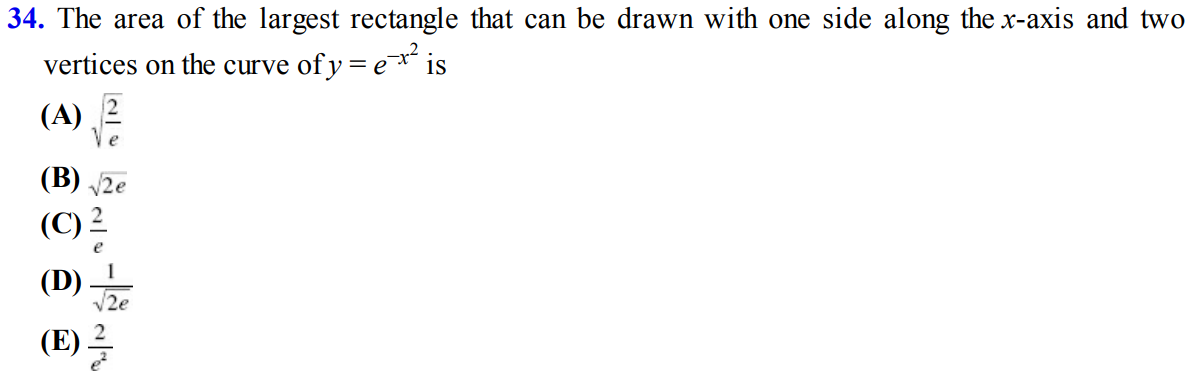 34. The area of the largest rectangle that can be drawn with one side along the x-axis and two
vertices on the curve of y = e^{-x^2} is
(A) \sqrt{\frac{2}{e}}
(B) \sqrt{2e}
(C) \frac{2}{e}
(D) \frac{1}{\sqrt{2e}}
(E) \frac{2}{e^2}